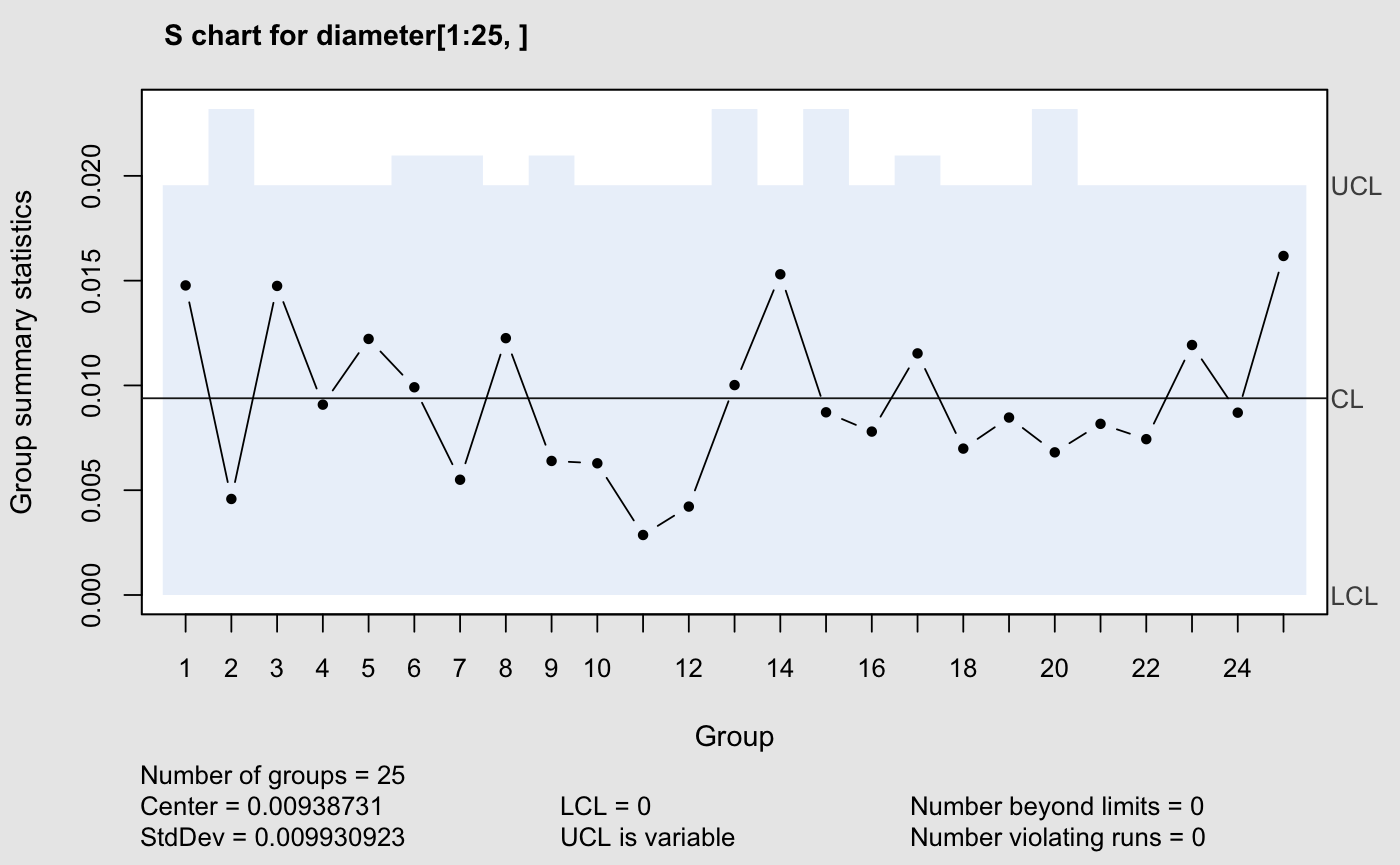 S chart for diameter[1:25, ]
Group summary statistics
0.020
0.015
0.010
0.005
0.000
UCL
CL
LCL
1 2 3 4 5 6 7 8 9 10 12 14 16 18 20 22 24
Group
Number of groups = 25
Center = 0.00938731 LCL = 0 Number beyond limits = 0
StdDev = 0.009930923 UCL is variable Number violating runs = 0